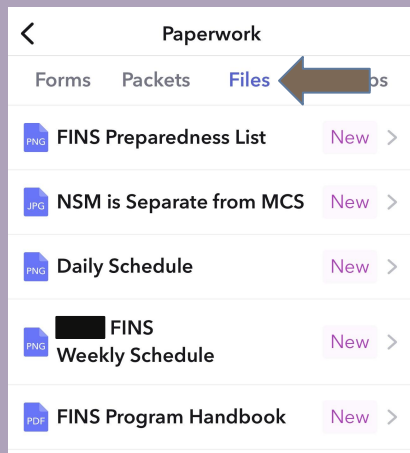 Paperwork
Forms Packets Files
PNG FINS Preparedness List New
JPG NSM is Separate from MCS New
PNG Daily Schedule New
FINS
PNG Weekly Schedule New
PDF FINS Program Handbook New